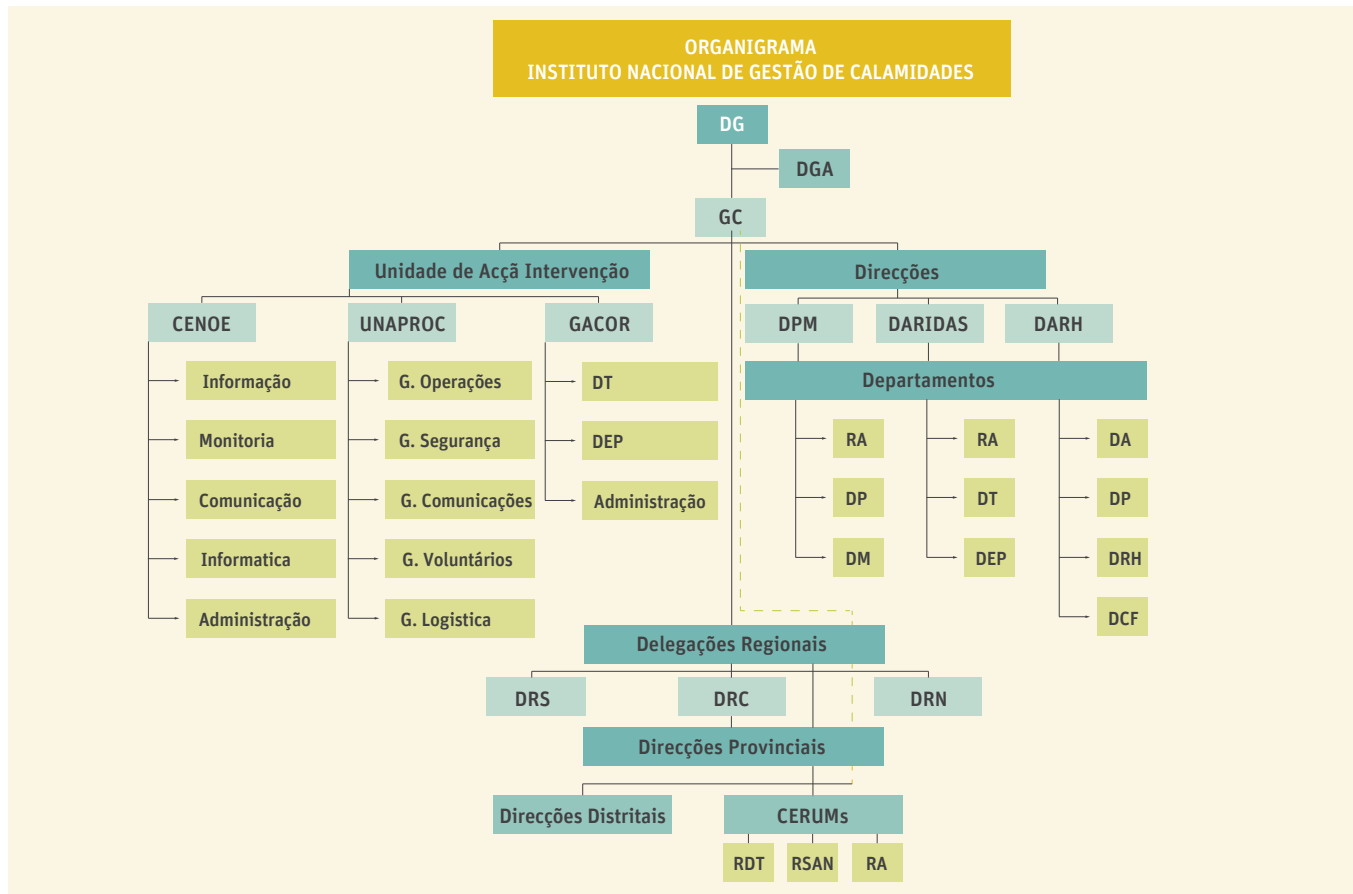 ORGANIGRAMA
INSTITUTO NACIONAL DE GESTÃO DE CALAMIDADES
DG
DGA
GC
Unidade de Acçã Intervenção
Direcções
CENOE
UNAPROC
GACOR
DPM
DARIDAS
DARH
Informação
Monitoria
Comunicação
Informatica
Administração
G. Operações
G. Segurança
G. Comunicações
G. Voluntários
G. Logistica
DT
DEP
Administração
Departamentos
RA
DP
DM
RA
DT
DEP
DA
DP
DRH
DCF
Delegações Regionais
DRS
DRC
DRN
Direcções Provinciais
Direcções Distritais
CERUMs
RDT
RSAN
RA